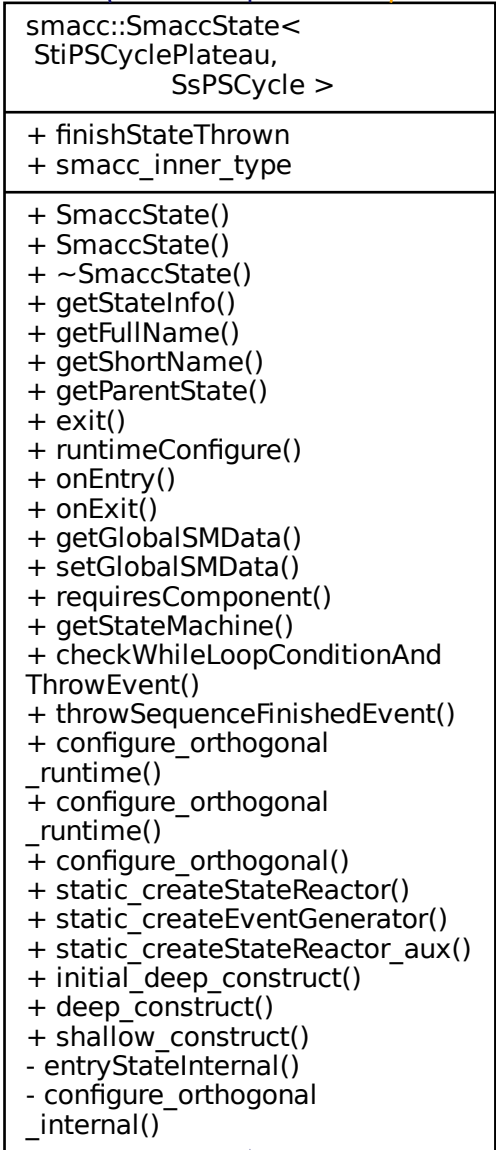 smacc::SmaccState<
StiPSCyclePlateau,
SsPSCycle >
+ finishStateThrown
+ smacc_inner_type
+ SmaccState()
+ SmaccState()
+ ~SmaccState()
+ getStateInfo()
+ getFullName()
+ getShortName()
+ getParentState()
+ exit()
+ runtimeConfigure()
+ onEntry()
+ onExit()
+ getGlobalSMData()
+ setGlobalSMData()
+ requiresComponent()
+ getStateMachine()
+ checkWhileLoopConditionAnd
ThrowEvent()
+ throwSequenceFinishedEvent()
+ configure_orthogonal
_runtime()
+ configure_orthogonal
_runtime()
+ configure_orthogonal()
+ static_createStateReactor()
+ static_createEventGenerator()
+ static_createStateReactor_aux()
+ initial_deep_construct()
+ deep_construct()
+ shallow_construct()
- entryStateInternal()
- configure_orthogonal
_internal()